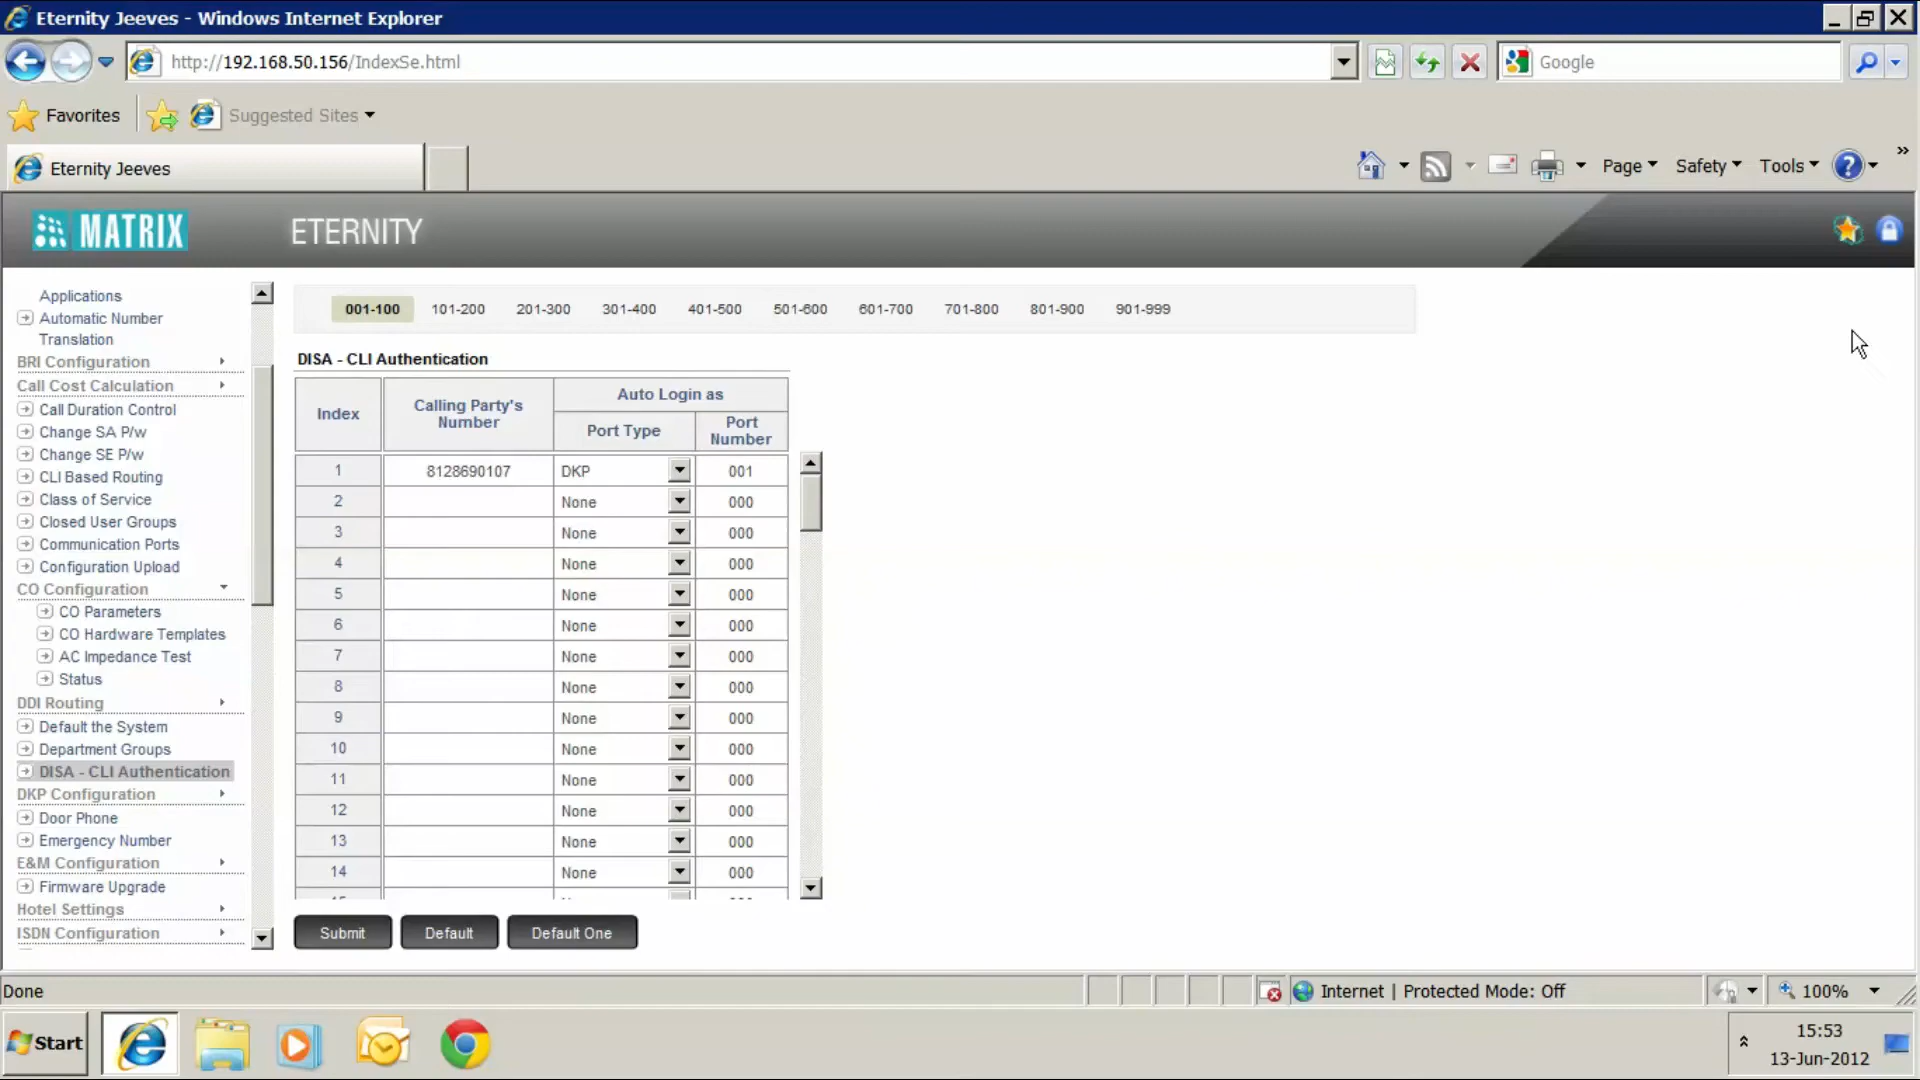 Eternity Jeeves - Windows Internet Explorer
http://192.168.50.156/IndexSe.html
Google
Favorites
Suggested Sites
Eternity Jeeves
Page
Safety
Tools
»
MATRIX
ETERNITY
Applications
Automatic Number
Translation
BRI Configuration
Call Cost Calculation
Call Duration Control
Change SA P/w
Change SE P/w
CLI Based Routing
Class of Service
Closed User Groups
Communication Ports
Configuration Upload
CO Configuration
CO Parameters
CO Hardware Templates
AC Impedance Test
Status
DDI Routing
Default the System
Department Groups
DISA - CLI Authentication
DKP Configuration
Door Phone
Emergency Number
E&M Configuration
Firmware Upgrade
Hotel Settings
ISDN Configuration
001-100 101-200 201-300 301-400 401-500 501-600 601-700 701-800 801-900 901-999
DISA - CLI Authentication
Index
Calling Party's
Number
Auto Login as
Port Type
Port
Number
1 8128690107 DKP 001
2 None 000
3 None 000
4 None 000
5 None 000
6 None 000
7 None 000
8 None 000
9 None 000
10 None 000
11 None 000
12 None 000
13 None 000
14 None 000
Submit
Default
Default One
Done
Internet | Protected Mode: Off
100%
Start
15:53
13-Jun-2012